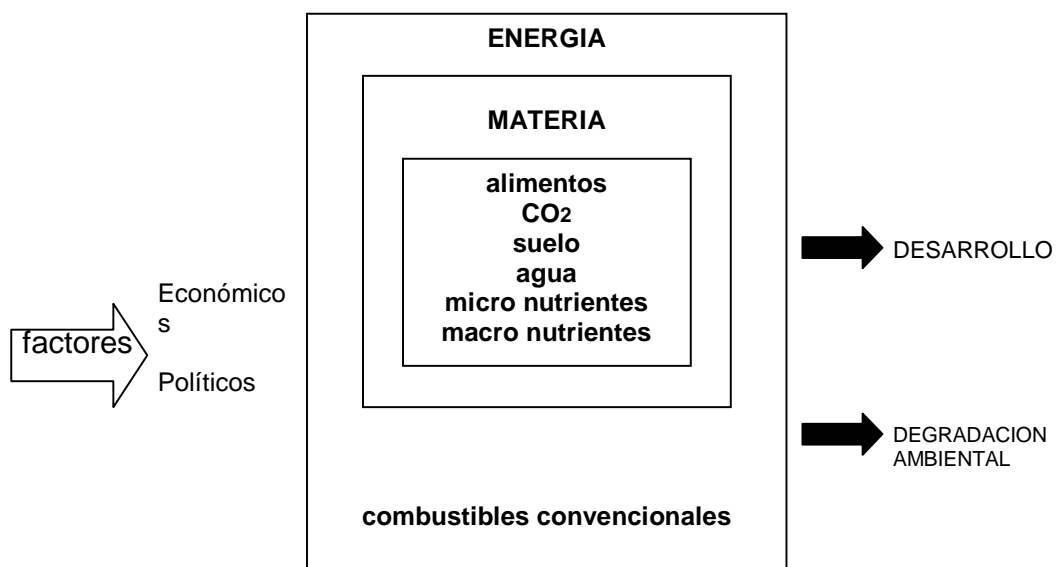 ENERGIA
MATERIA
alimentos
CO2
suelo
agua
micro nutrientes
macro nutrientes
combustibles convencionales
factores
Económico
s
Políticos
DESARROLLO
DEGRADACION
AMBIENTAL